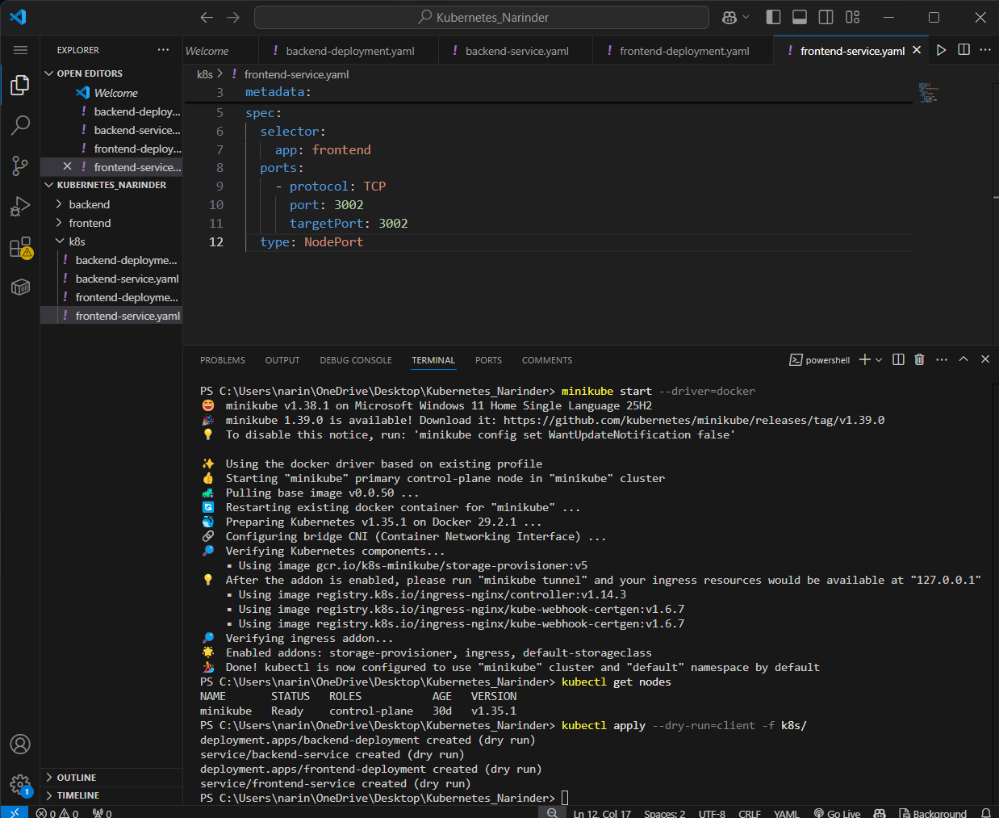 Kubernetes_Narinder
EXPLORER
OPEN EDITORS
Welcome
backend-deploy...
backend-service...
frontend-deploy...
frontend-service...
KUBERNETES_NARINDER
backend
frontend
k8s
backend-deployme...
backend-service.yaml
frontend-deployme...
frontend-service.yaml
OUTLINE
TIMELINE
Welcome ! backend-deployment.yaml ! backend-service.yaml ! frontend-deployment.yaml ! frontend-service.yaml
k8s > ! frontend-service.yaml
3 metadata:
5 spec:
6 selector:
7 app: frontend
8 ports:
9 - protocol: TCP
10 port: 3002
11 targetPort: 3002
12 type: NodePort
PROBLEMS OUTPUT DEBUG CONSOLE TERMINAL PORTS COMMENTS powershell
PS C:\Users\narin\OneDrive\Desktop\Kubernetes_Narinder> minikube start --driver=docker
minikube v1.38.1 on Microsoft Windows 11 Home Single Language 25H2
minikube 1.39.0 is available! Download it: https://github.com/kubernetes/minikube/releases/tag/v1.39.0
To disable this notice, run: 'minikube config set WantUpdateNotification false'
Using the docker driver based on existing profile
Starting "minikube" primary control-plane node in "minikube" cluster
Pulling base image v0.0.50 ...
Restarting existing docker container for "minikube" ...
Preparing Kubernetes v1.35.1 on Docker 29.2.1 ...
Configuring bridge CNI (Container Networking Interface) ...
Verifying Kubernetes components...
▪ Using image gcr.io/k8s-minikube/storage-provisioner:v5
After the addon is enabled, please run "minikube tunnel" and your ingress resources would be available at "127.0.0.1"
▪ Using image registry.k8s.io/ingress-nginx/controller:v1.14.3
▪ Using image registry.k8s.io/ingress-nginx/kube-webhook-certgen:v1.6.7
▪ Using image registry.k8s.io/ingress-nginx/kube-webhook-certgen:v1.6.7
Verifying ingress addon...
Enabled addons: storage-provisioner, ingress, default-storageclass
Done! kubectl is now configured to use "minikube" cluster and "default" namespace by default
PS C:\Users\narin\OneDrive\Desktop\Kubernetes_Narinder> kubectl get nodes
NAME STATUS ROLES AGE VERSION
minikube Ready control-plane 30d v1.35.1
PS C:\Users\narin\OneDrive\Desktop\Kubernetes_Narinder> kubectl apply --dry-run=client -f k8s/
deployment.apps/backend-deployment created (dry run)
service/backend-service created (dry run)
deployment.apps/frontend-deployment created (dry run)
service/frontend-service created (dry run)
PS C:\Users\narin\OneDrive\Desktop\Kubernetes_Narinder>
1
0 0 0 Ln 12, Col 17 Spaces: 2 UTF-8 CRLF YAML Go Live Background